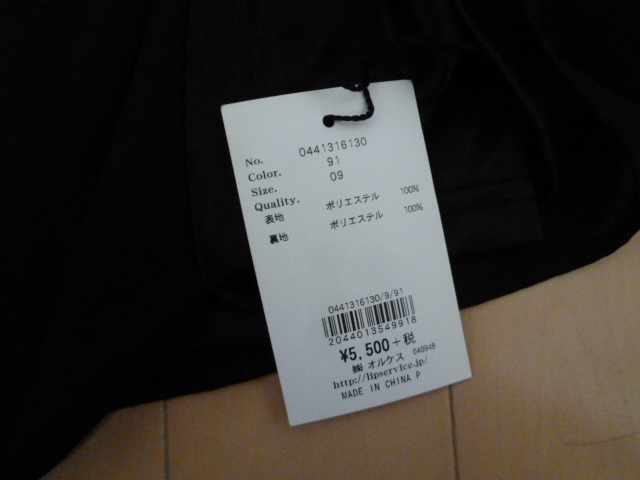 No. 0441316130
Color. 91
Size. 09
Quality.
表地 ポリエステル 100%
裏地 ポリエステル 100%
0441316130/9/91
2044013549918
¥5,500+税
㈱オルケス 040948
http://lipservice.jp/
MADE IN CHINA P